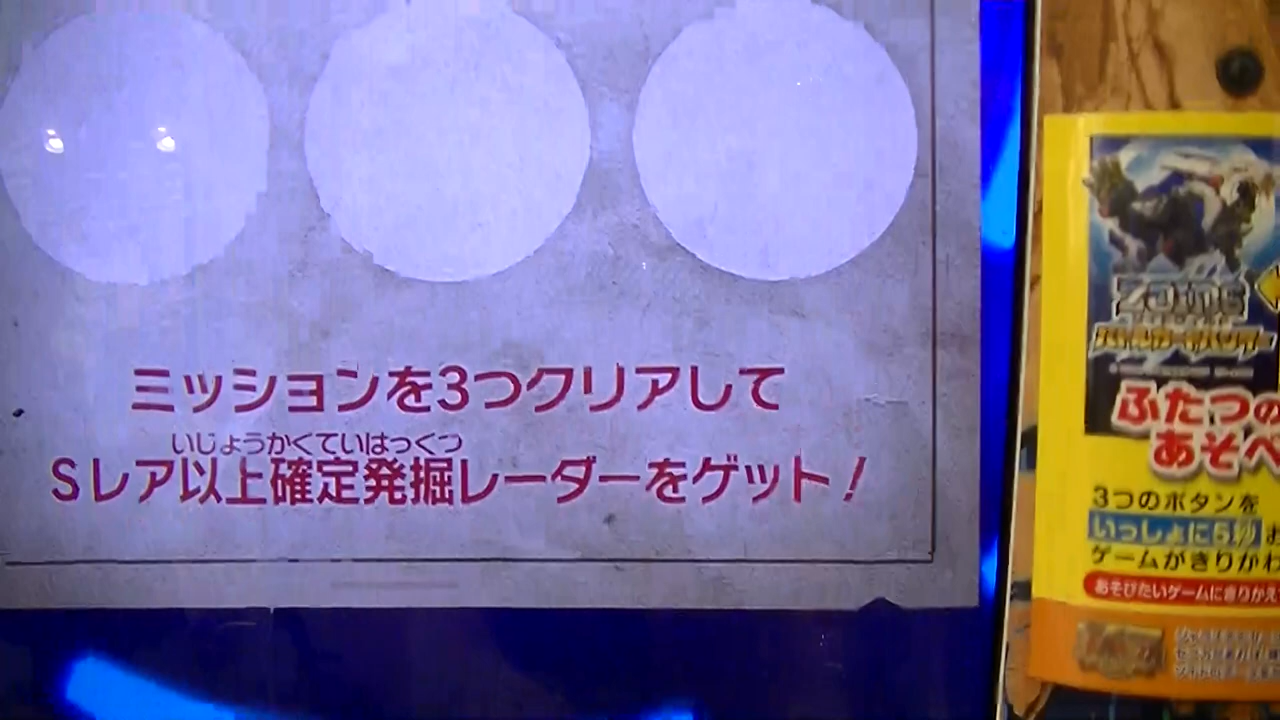 ミッションを3つクリアして
いじょうかくていはっくつ
Sレア以上確定発掘レーダーをゲット！
ZOIDS
ふたつの
あそべ
3つのボタンを
いっしょに5秒お
ゲームがきりかわ
あそびたいゲームにきりかえ